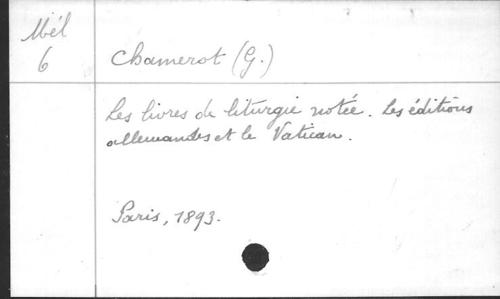 Mél
6
Chamerot (G.)
Les livres de liturgie notée. Les éditions
allemandes et le Vatican.
Paris, 1893.